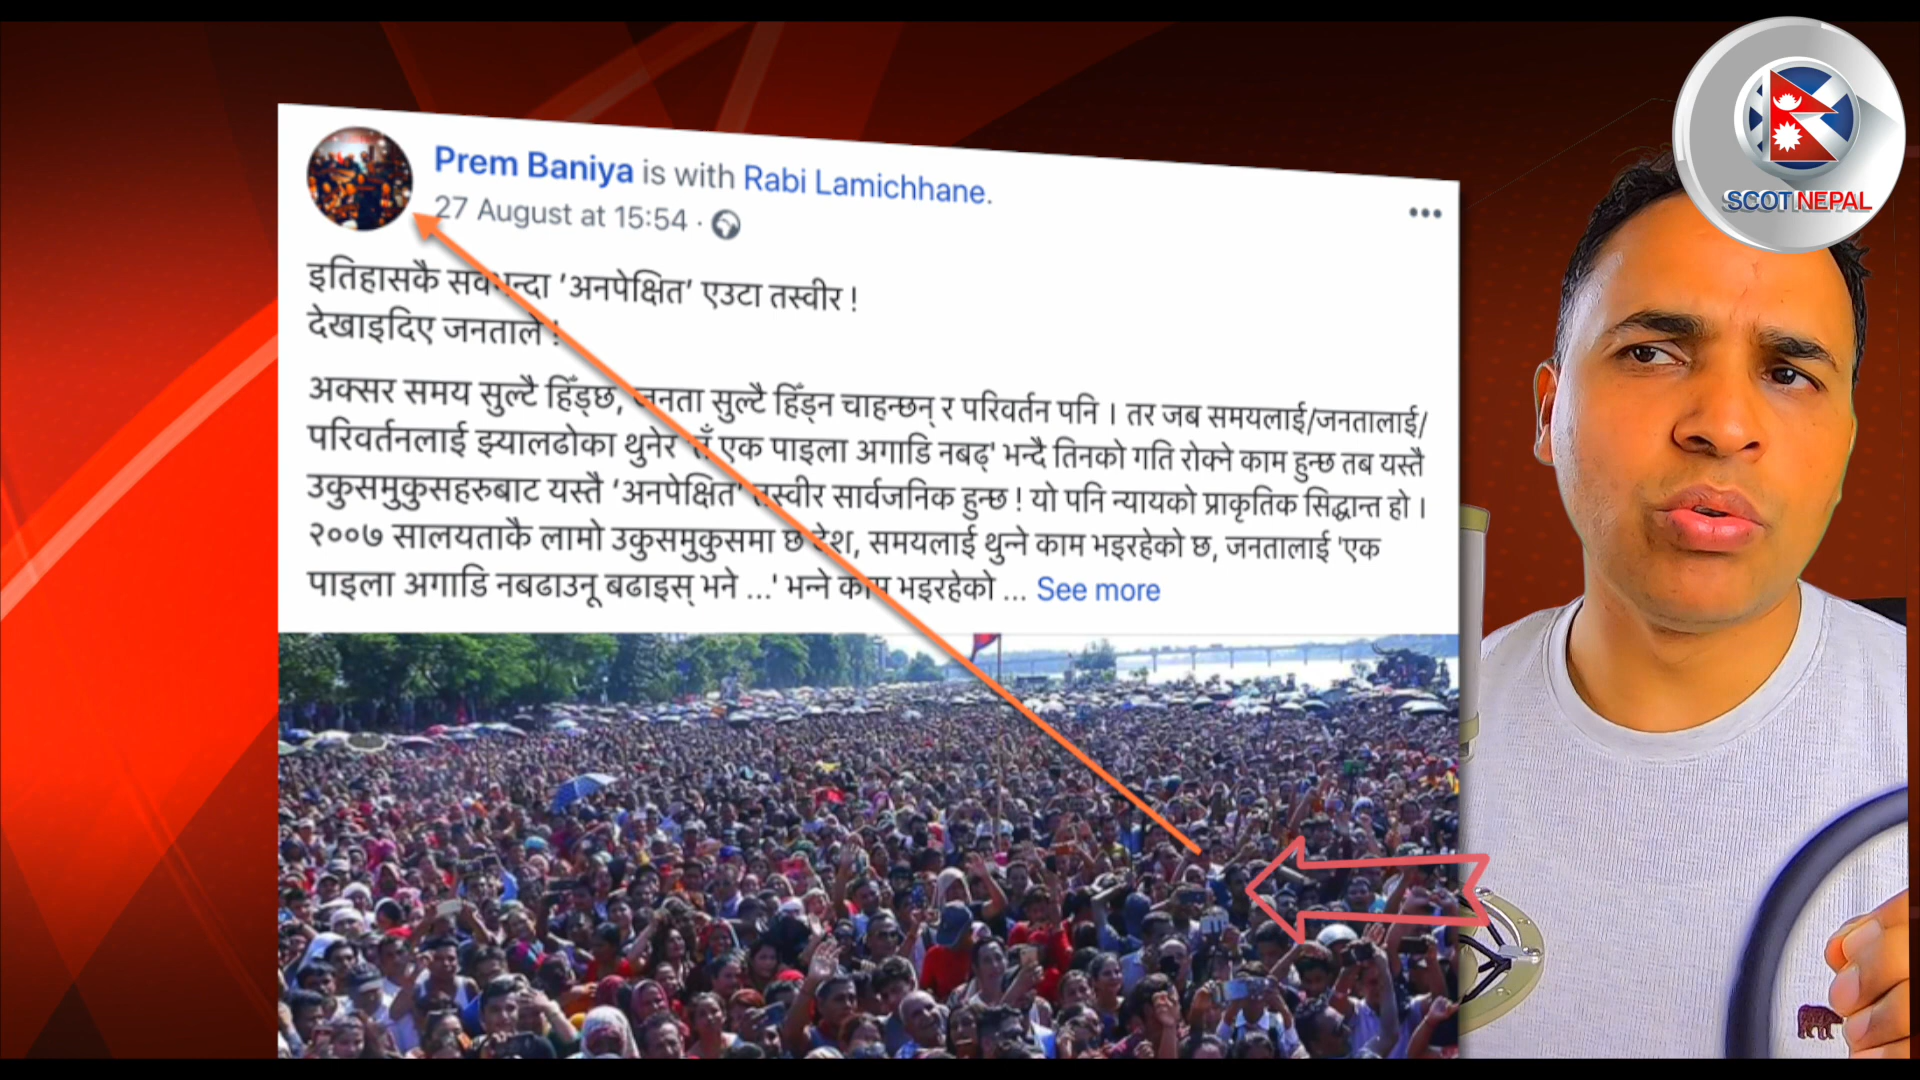 SCOT NEPAL
Prem Baniya is with Rabi Lamichhane.
27 August at 15:54 ·
इतिहासकै सबभन्दा ‘अनपेक्षित’ एउटा तस्वीर !
देखाइदिए जनताले !
अक्सर समय सुल्टै हिँड्छ, जनता सुल्टै हिँड्न चाहन्छन् र परिवर्तन पनि । तर जब समयलाई/जनतालाई/
परिवर्तनलाई झ्यालढोका थुनेर 'तँ एक पाइला अगाडि नबढ्' भन्दै तिनको गति रोक्ने काम हुन्छ तब यस्तै
उकुसमुकुसहरुबाट यस्तै ‘अनपेक्षित’ तस्वीर सार्वजनिक हुन्छ ! यो पनि न्यायको प्राकृतिक सिद्धान्त हो ।
२००७ सालयताकै लामो उकुसमुकुसमा छ देश, समयलाई थुन्ने काम भइरहेको छ, जनतालाई 'एक
पाइला अगाडि नबढाउनू बढाइस् भने ...' भन्ने काम भइरहेको ... See more